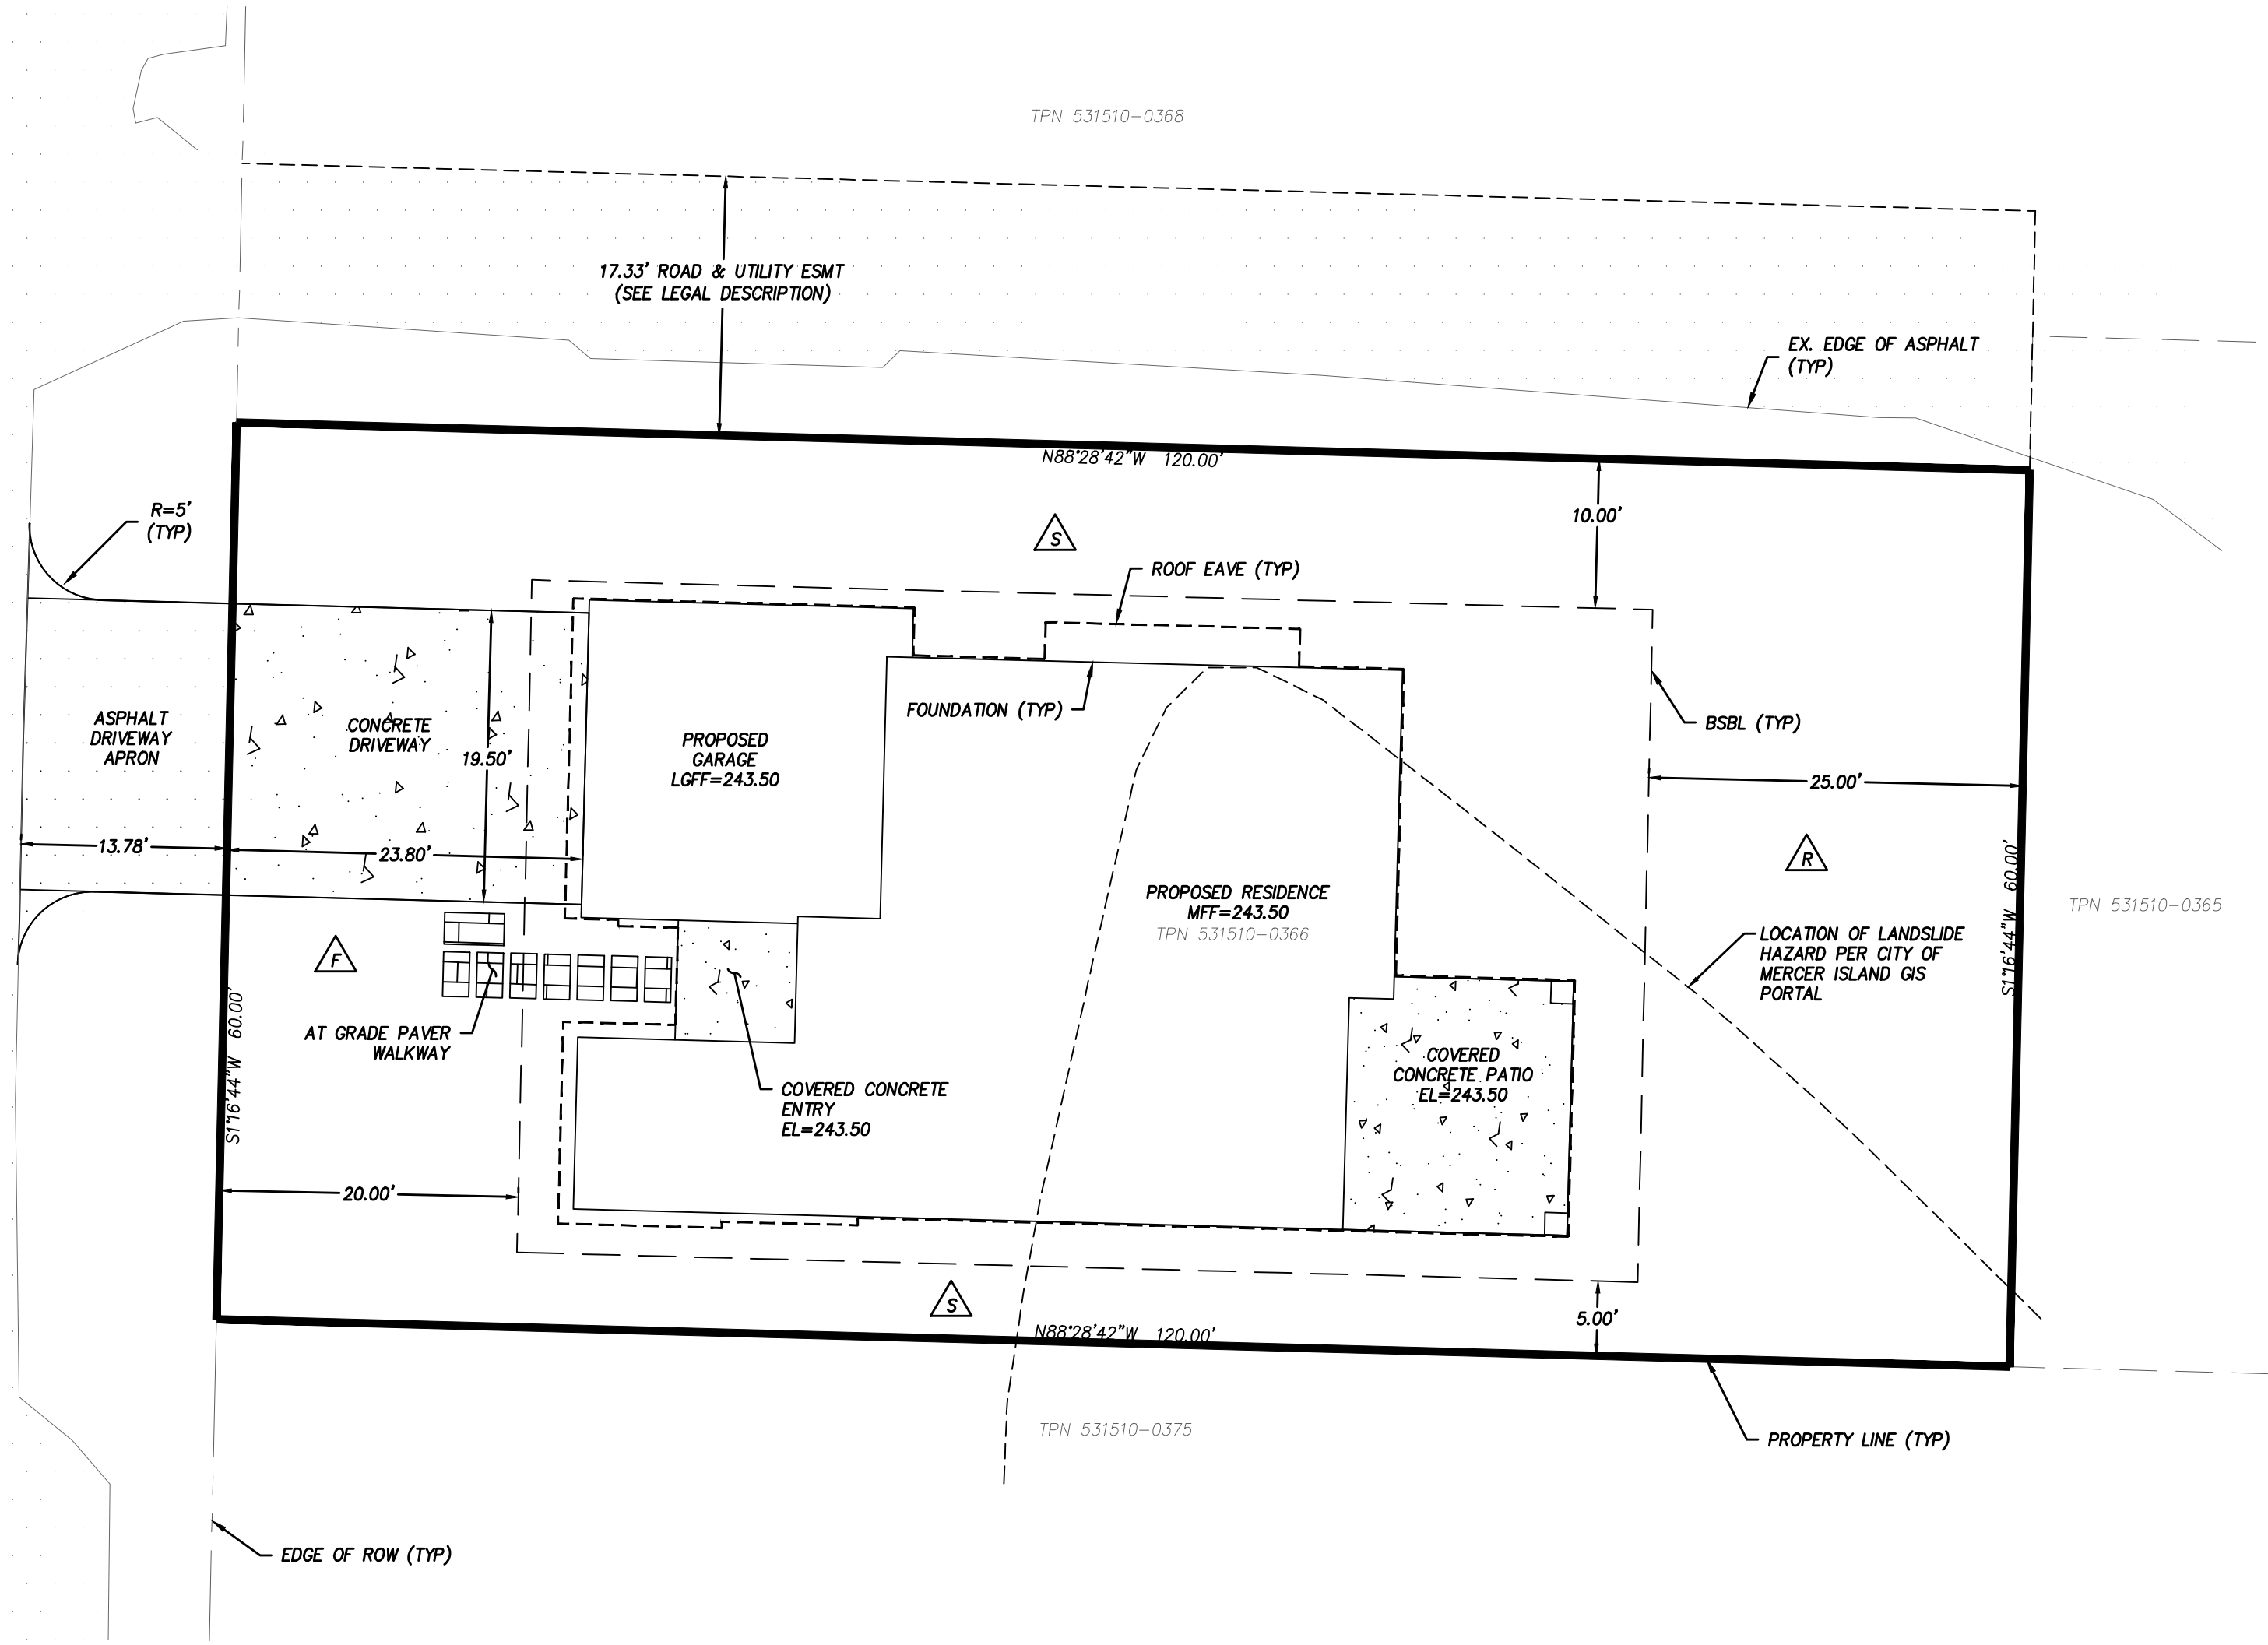 TPN 531510-0368
17.33' ROAD & UTILITY ESMT
(SEE LEGAL DESCRIPTION)
EX. EDGE OF ASPHALT
(TYP)
N88°28'42"W 120.00'
R=5'
(TYP)
10.00'
S
ROOF EAVE (TYP)
FOUNDATION (TYP)
BSBL (TYP)
ASPHALT
DRIVEWAY
APRON
CONCRETE
DRIVEWAY
19.50'
PROPOSED
GARAGE
LGFF=243.50
25.00'
13.78'
23.80'
R
S1°16'44"W 60.00'
PROPOSED RESIDENCE
MFF=243.50
TPN 531510-0366
TPN 531510-0365
LOCATION OF LANDSLIDE
HAZARD PER CITY OF
MERCER ISLAND GIS
PORTAL
F
S1°16'44"W 60.00'
AT GRADE PAVER
WALKWAY
COVERED CONCRETE
ENTRY
EL=243.50
COVERED
CONCRETE PATIO
EL=243.50
20.00'
S
5.00'
N88°28'42"W 120.00'
TPN 531510-0375
PROPERTY LINE (TYP)
EDGE OF ROW (TYP)